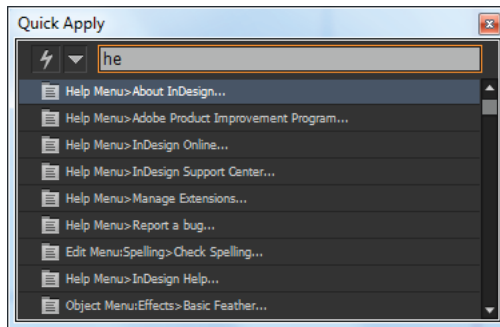 Quick Apply
he
Help Menu>About InDesign...
Help Menu>Adobe Product Improvement Program...
Help Menu>InDesign Online...
Help Menu>InDesign Support Center...
Help Menu>Manage Extensions...
Help Menu>Report a bug...
Edit Menu:Spelling>Check Spelling...
Help Menu>InDesign Help...
Object Menu:Effects>Basic Feather...